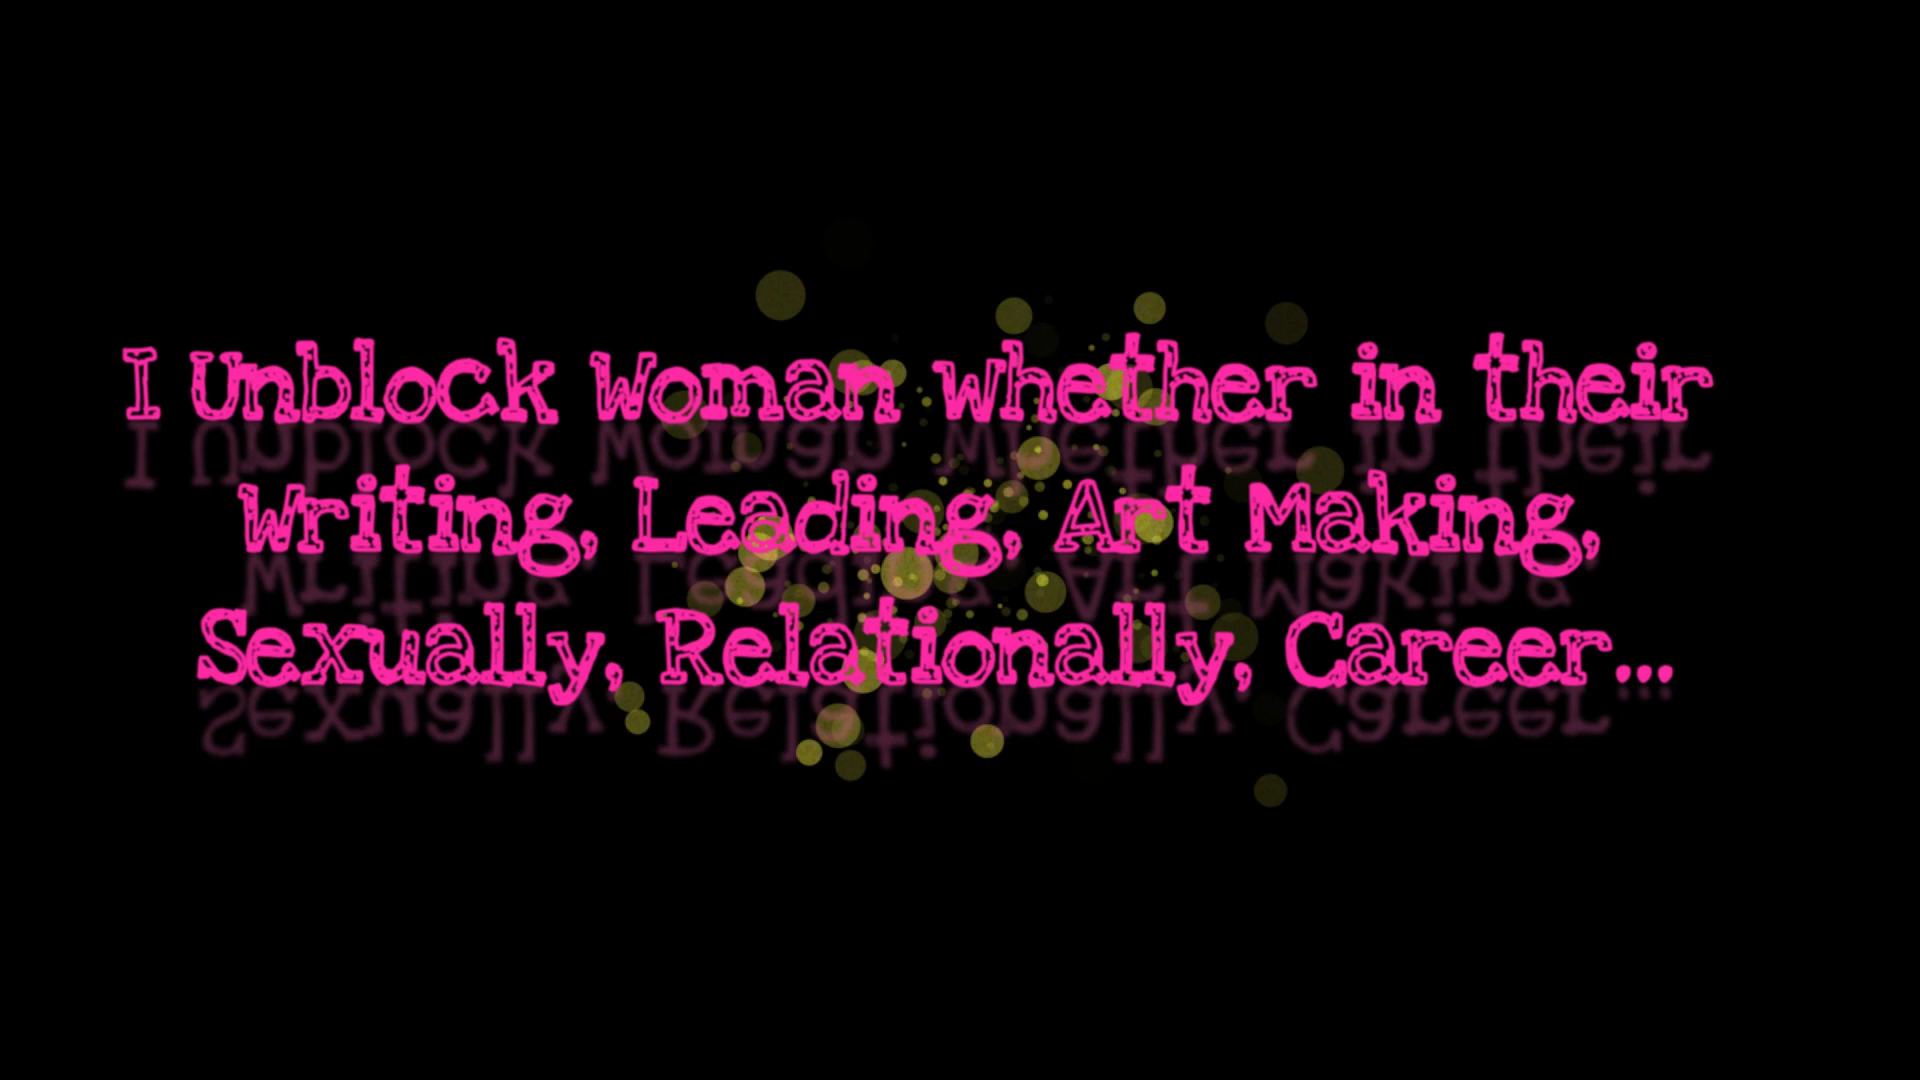 I Unblock Woman whether in their
Writing, Leading, Art Making,
Sexually, Relationally, Career...